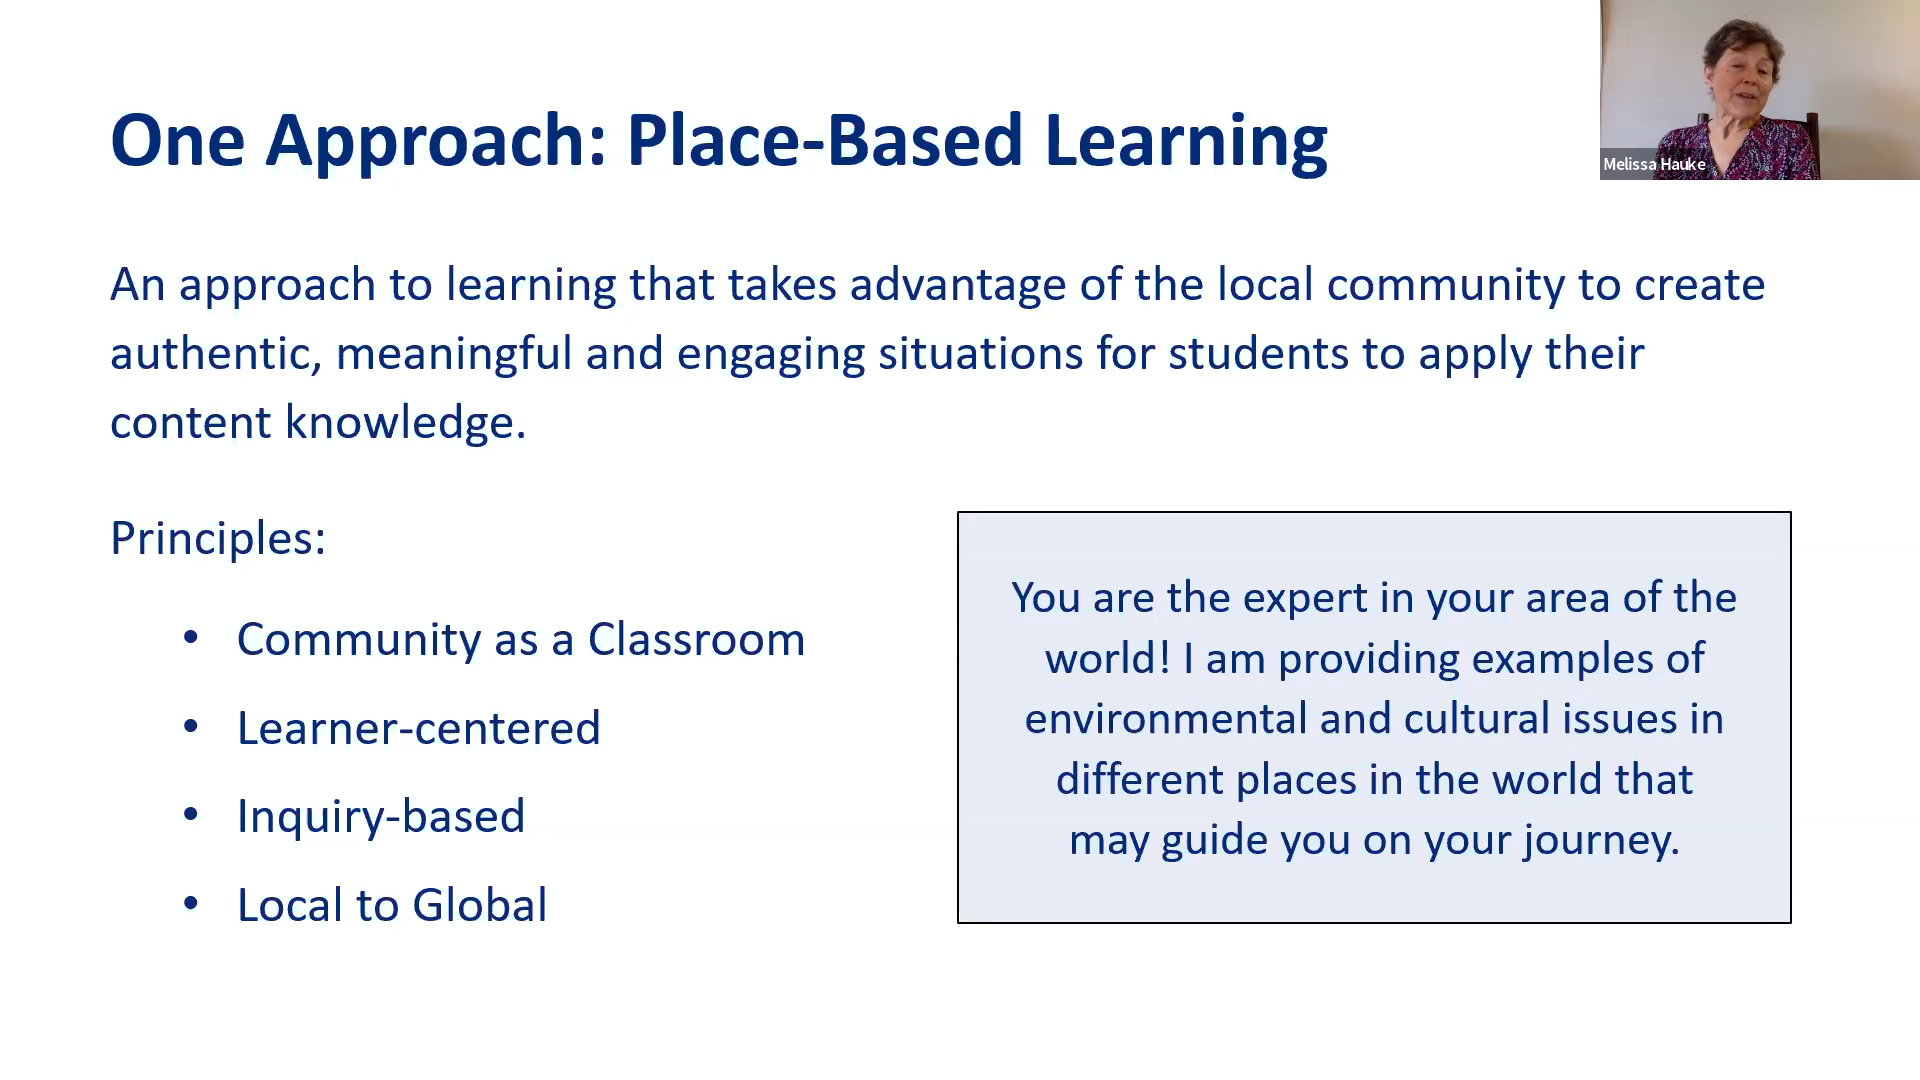 One Approach: Place-Based Learning
Melissa Hauke
An approach to learning that takes advantage of the local community to create
authentic, meaningful and engaging situations for students to apply their
content knowledge.
Principles:
• Community as a Classroom
• Learner-centered
• Inquiry-based
• Local to Global
You are the expert in your area of the
world! I am providing examples of
environmental and cultural issues in
different places in the world that
may guide you on your journey.